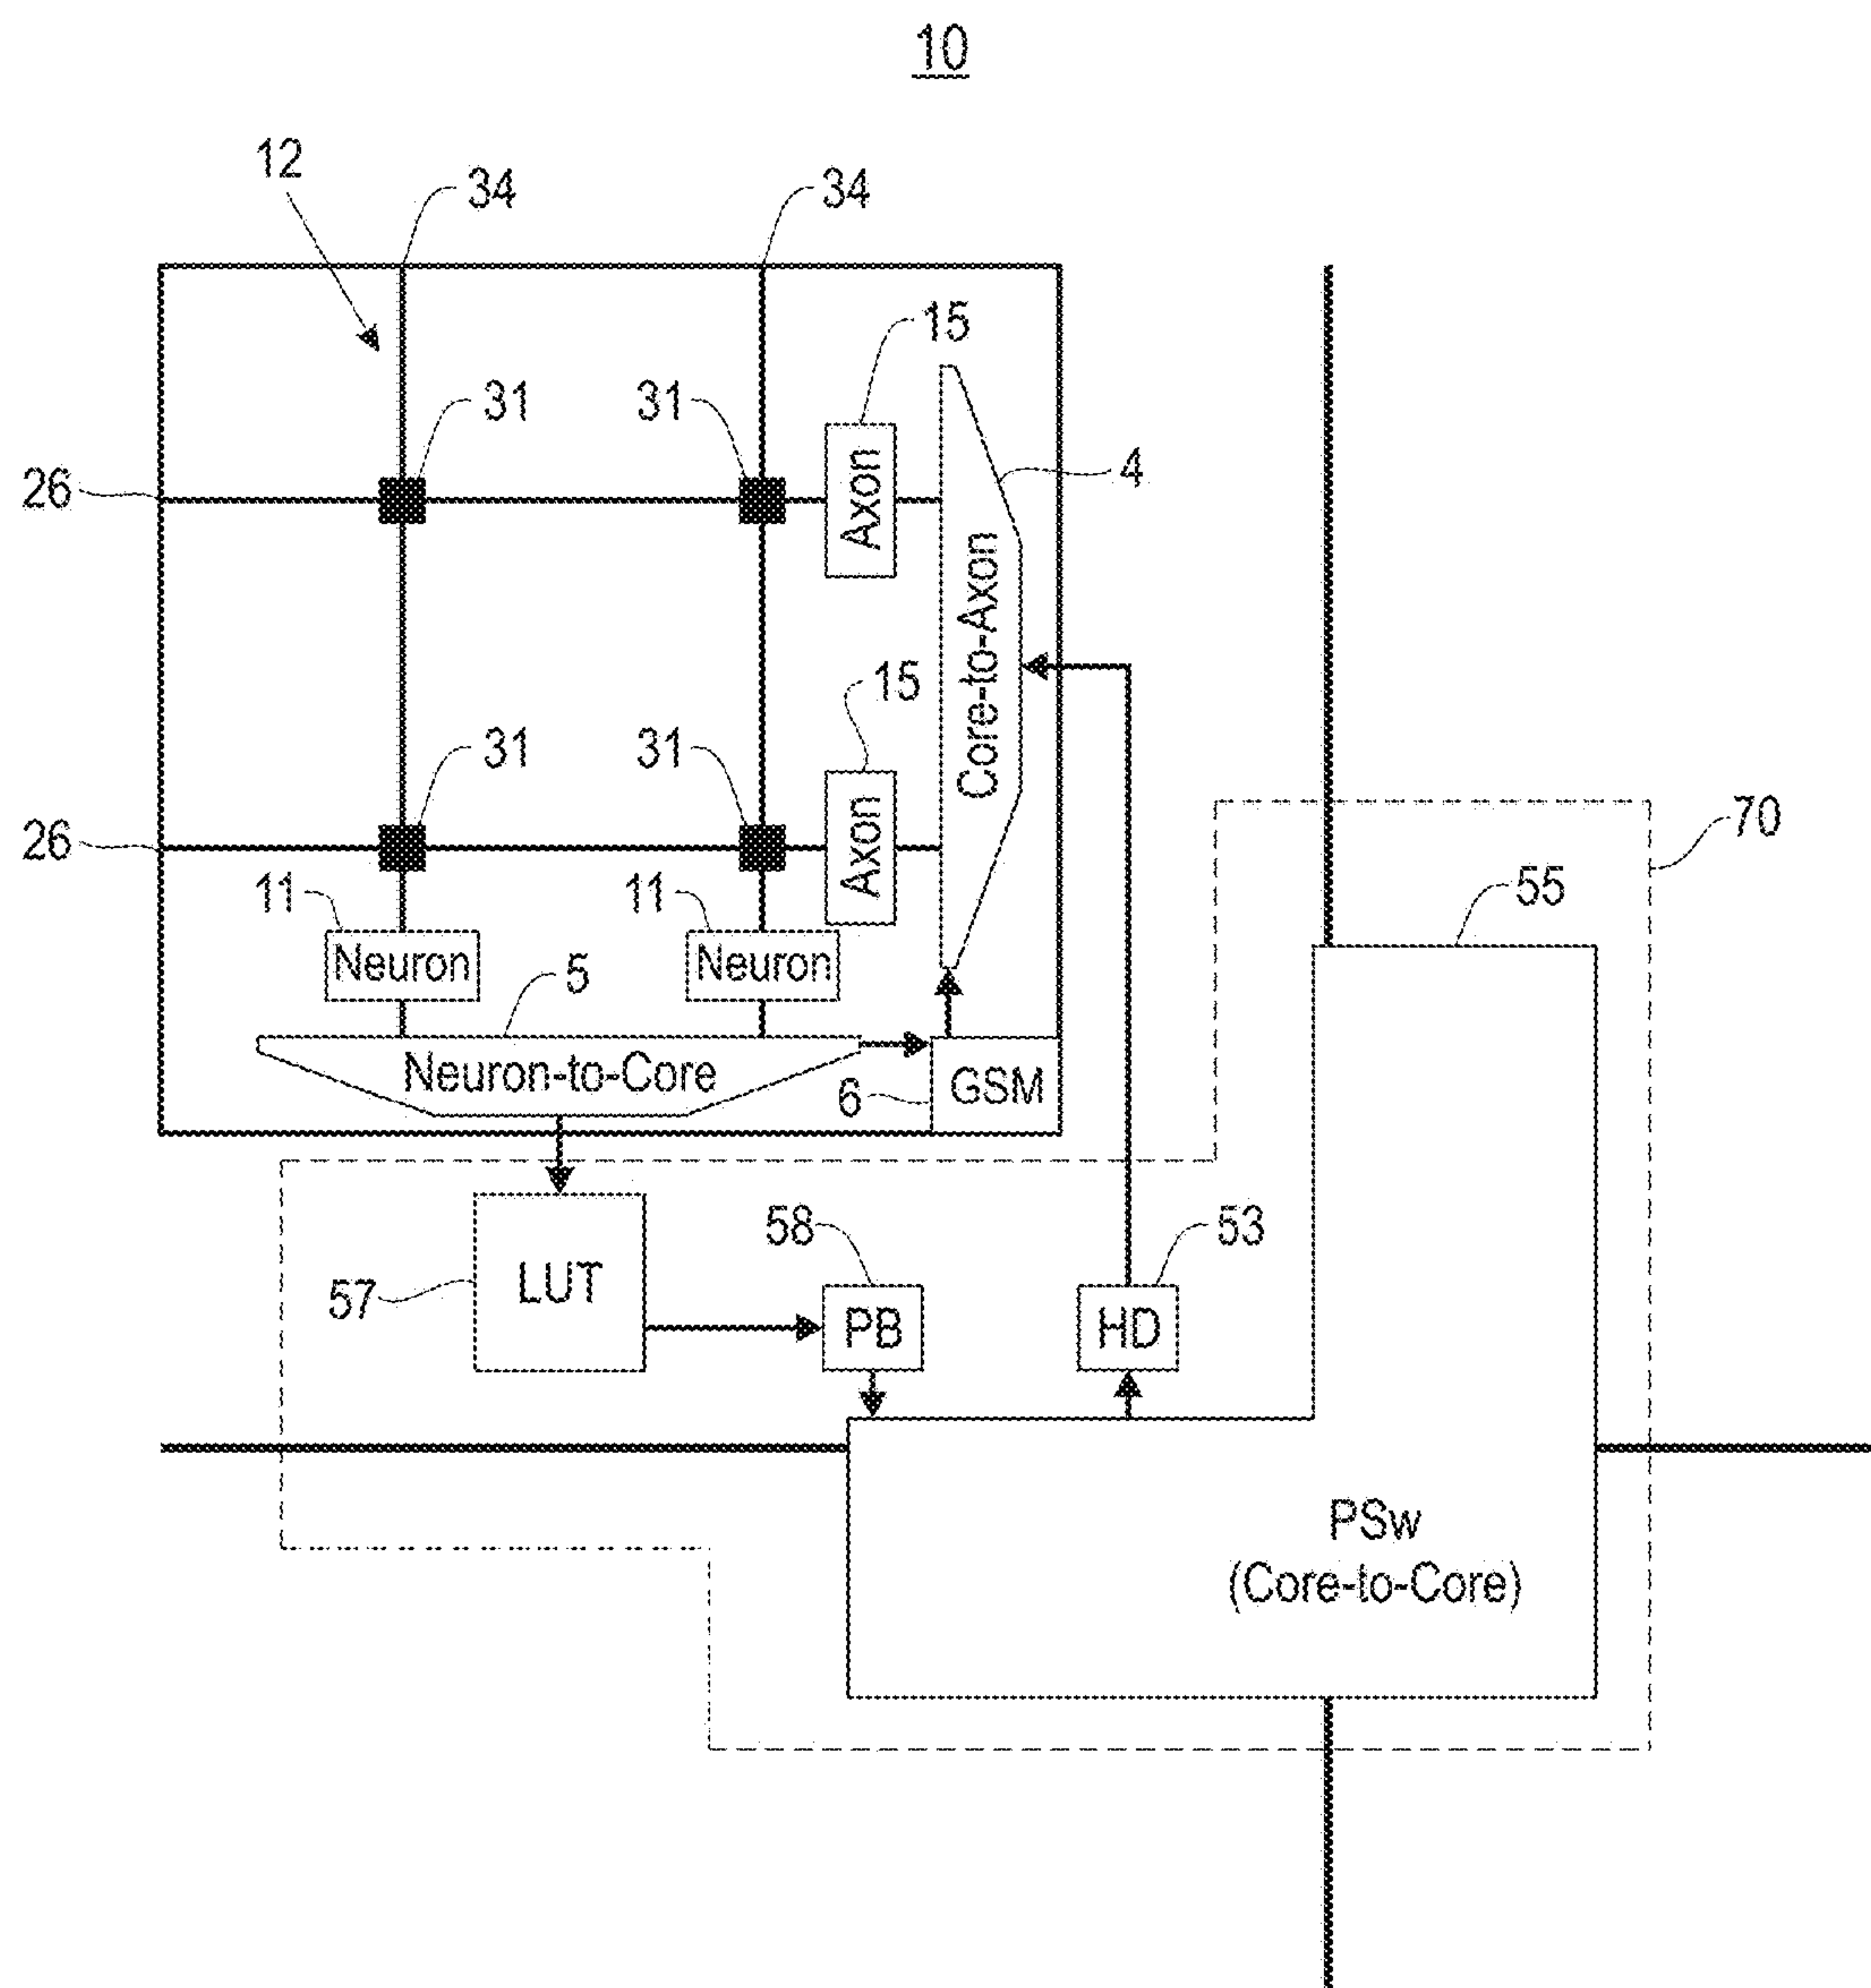 10
12
34
34
15
31
31
4
26
Axon
Core-to-Axon
15
31
31
70
26
Axon
11
11
55
Neuron
Neuron
5
Neuron-to-Core
6
GSM
58
53
57
LUT
PB
HD
PSw
(Core-to-Core)